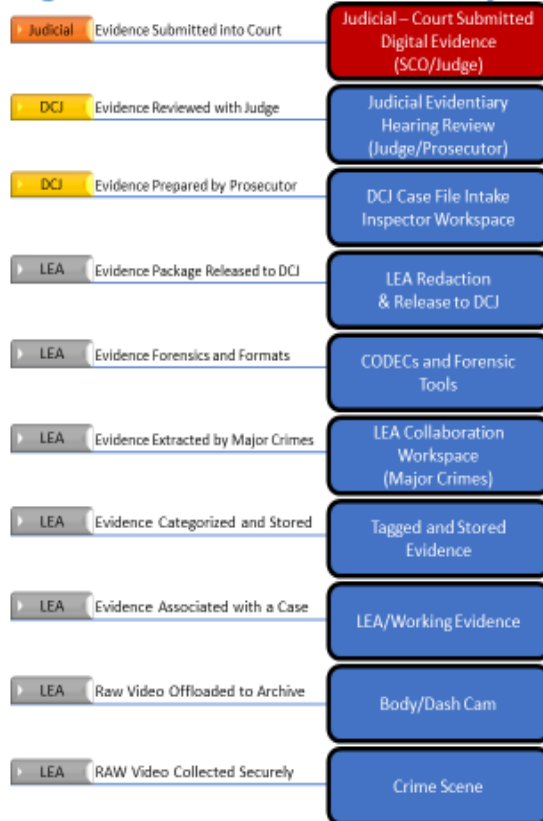 Judicial Evidence Submitted into Court
Judicial – Court Submitted
Digital Evidence
(SCO/Judge)
DCJ Evidence Reviewed with Judge
Judicial Evidentiary
Hearing Review
(Judge/Prosecutor)
DCJ Evidence Prepared by Prosecutor
DCJ Case File Intake
Inspector Workspace
LEA Evidence Package Released to DCJ
LEA Redaction
& Release to DCJ
LEA Evidence Forensics and Formats
CODECs and Forensic
Tools
LEA Evidence Extracted by Major Crimes
LEA Collaboration
Workspace
(Major Crimes)
LEA Evidence Categorized and Stored
Tagged and Stored
Evidence
LEA Evidence Associated with a Case
LEA/Working Evidence
LEA Raw Video Offloaded to Archive
Body/Dash Cam
LEA RAW Video Collected Securely
Crime Scene